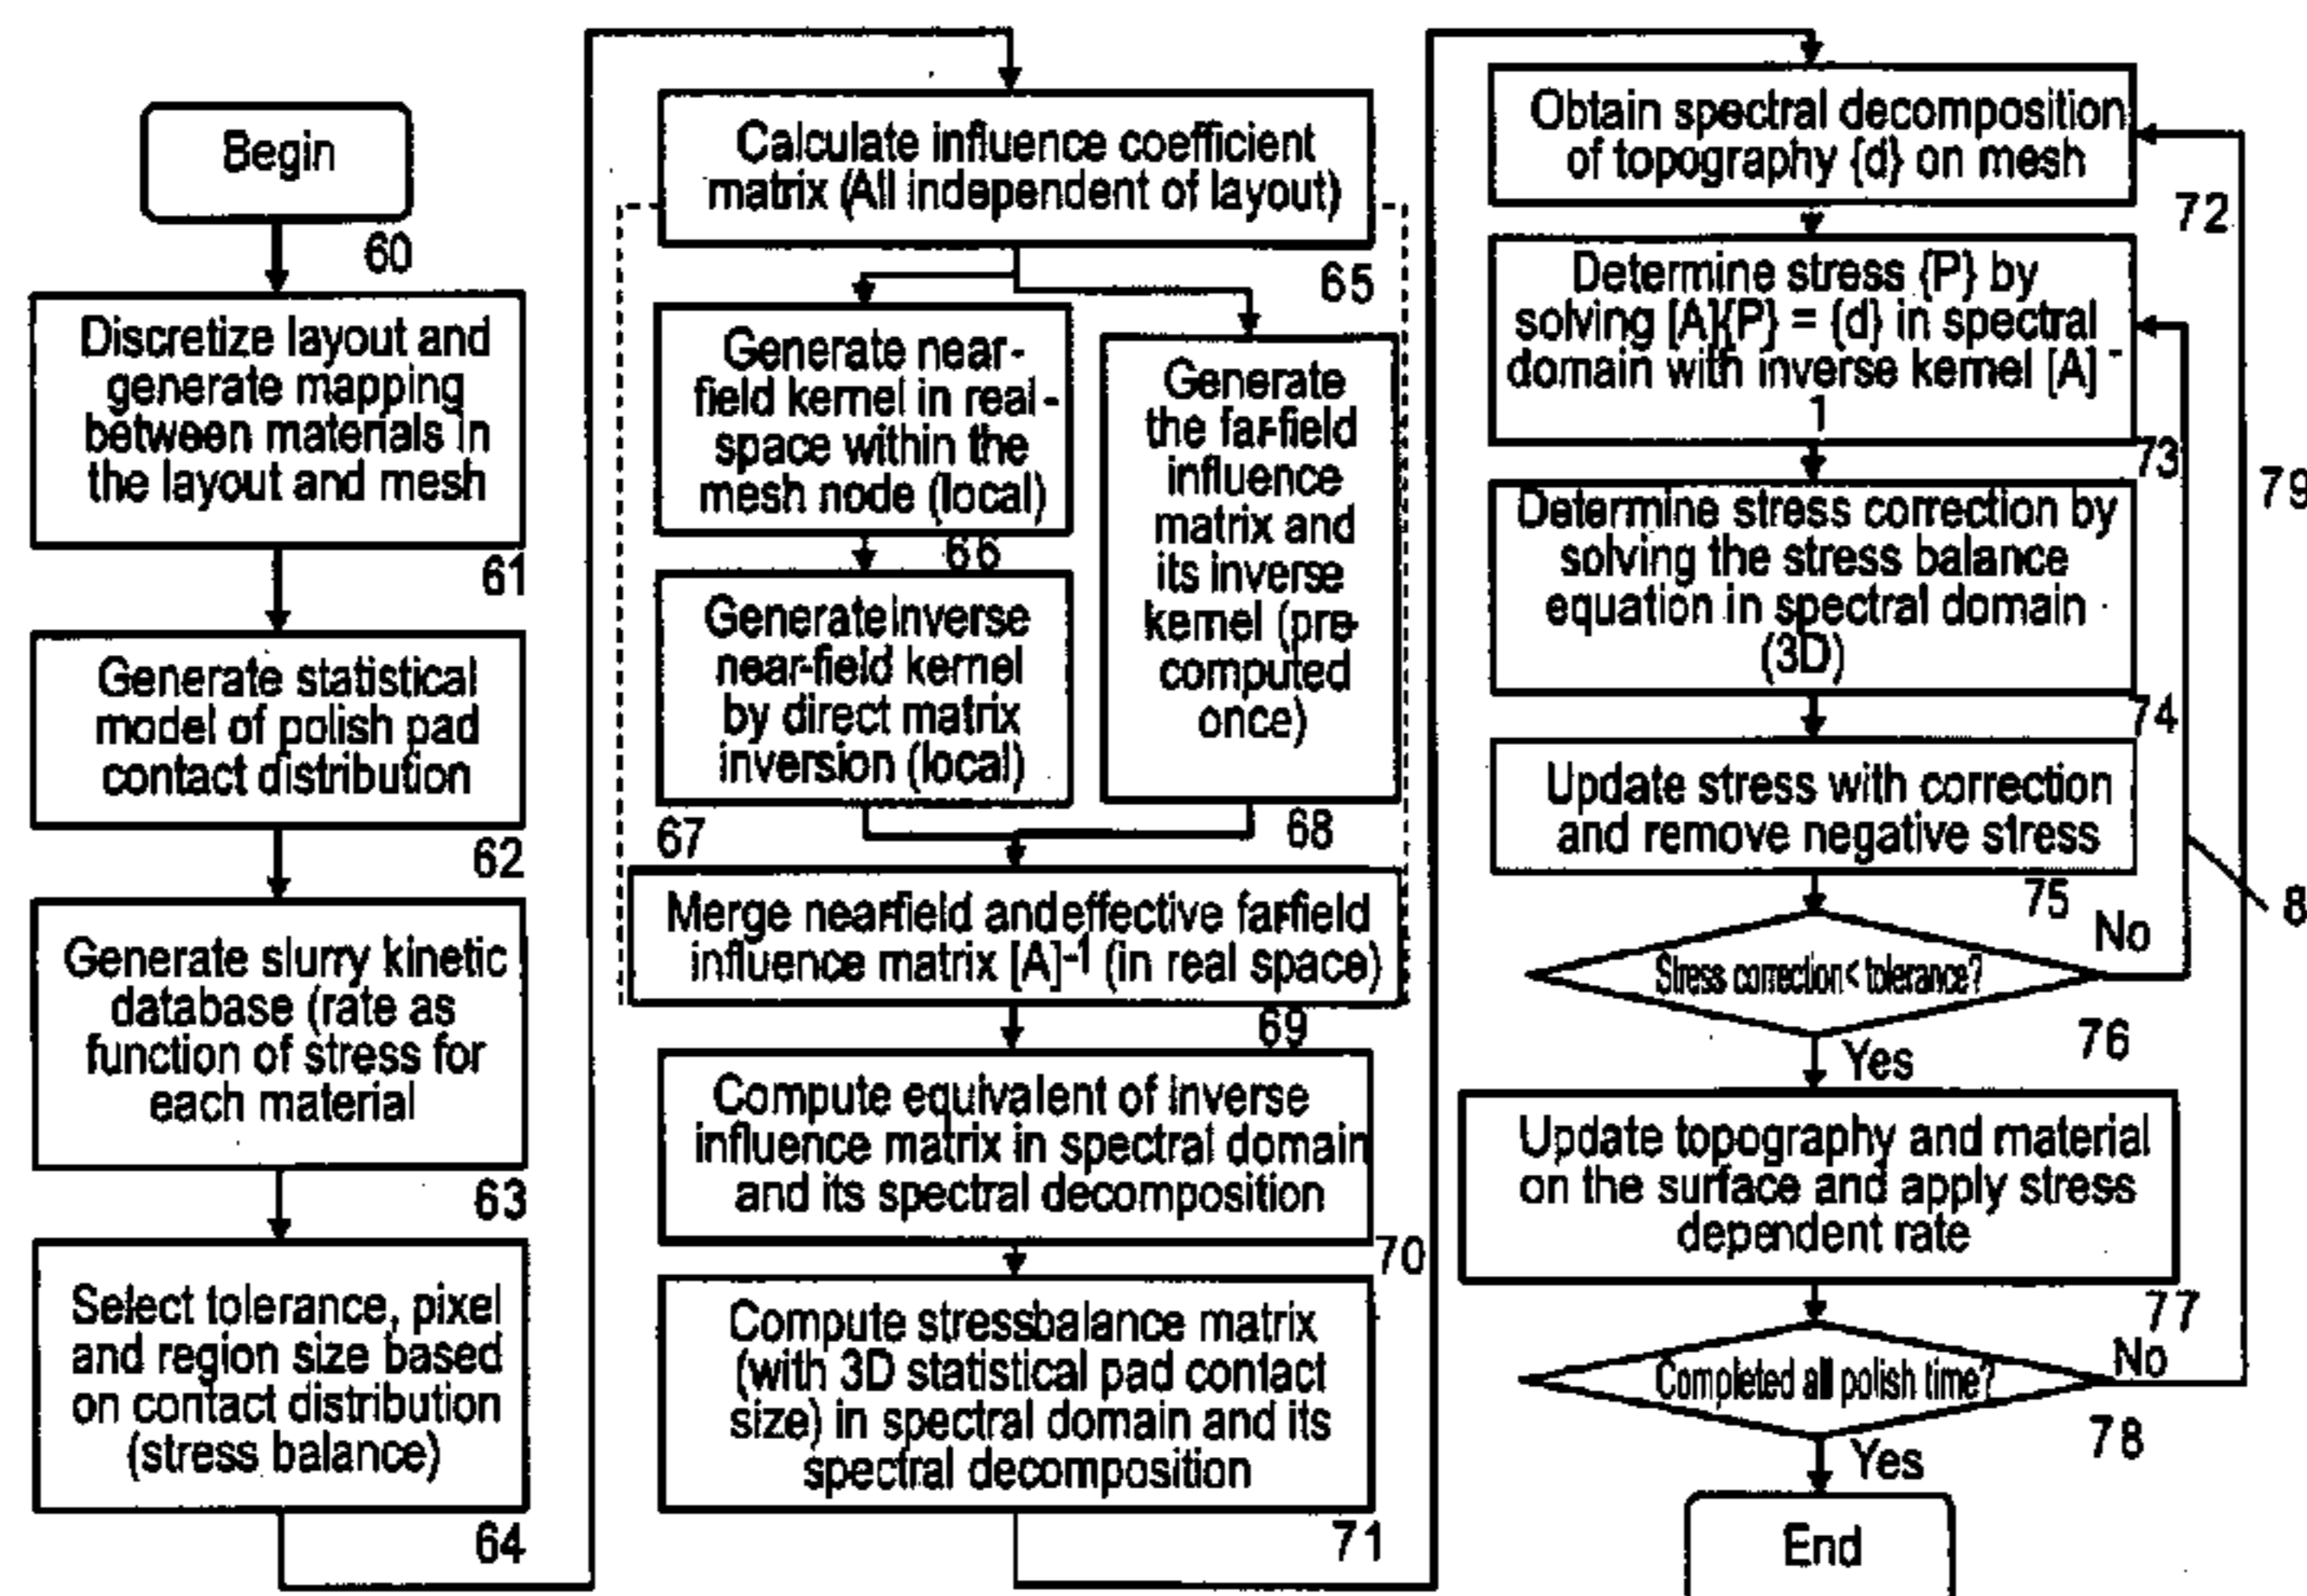 Begin
60
Discretize layout and
generate mapping
between materials in
the layout and mesh
61
Generate statistical
model of polish pad
contact distribution
62
Generate slurry kinetic
database (rate as
function of stress for
each material
63
Select tolerance, pixel
and region size based
on contact distribution
(stress balance)
64
Calculate influence coefficient
matrix (All independent of layout)
65
Generate near-
field kernel in real-
space within the
mesh node (local)
66
Generate inverse
near-field kernel
by direct matrix
inversion (local)
67
Generate
the far-field
influence
matrix and
its inverse
kernel (pre-
computed
once)
68
Merge near-field and effective far-field
influence matrix [A]-1 (in real space)
69
Compute equivalent of inverse
influence matrix in spectral domain
and its spectral decomposition
70
Compute stressbalance matrix
(with 3D statistical pad contact
size) in spectral domain and its
spectral decomposition
71
Obtain spectral decomposition
of topography {d} on mesh
72
Determine stress {P} by
solving [A]{P} = {d} in spectral
domain with inverse kernel [A] -
1
73
Determine stress correction by
solving the stress balance
equation in spectral domain
(3D)
74
Update stress with correction
and remove negative stress
75
Stress correction< tolerance?
No
76
Yes
Update topography and material
on the surface and apply stress
dependent rate
77
Completed all polish time?
No
78
Yes
End
79
8